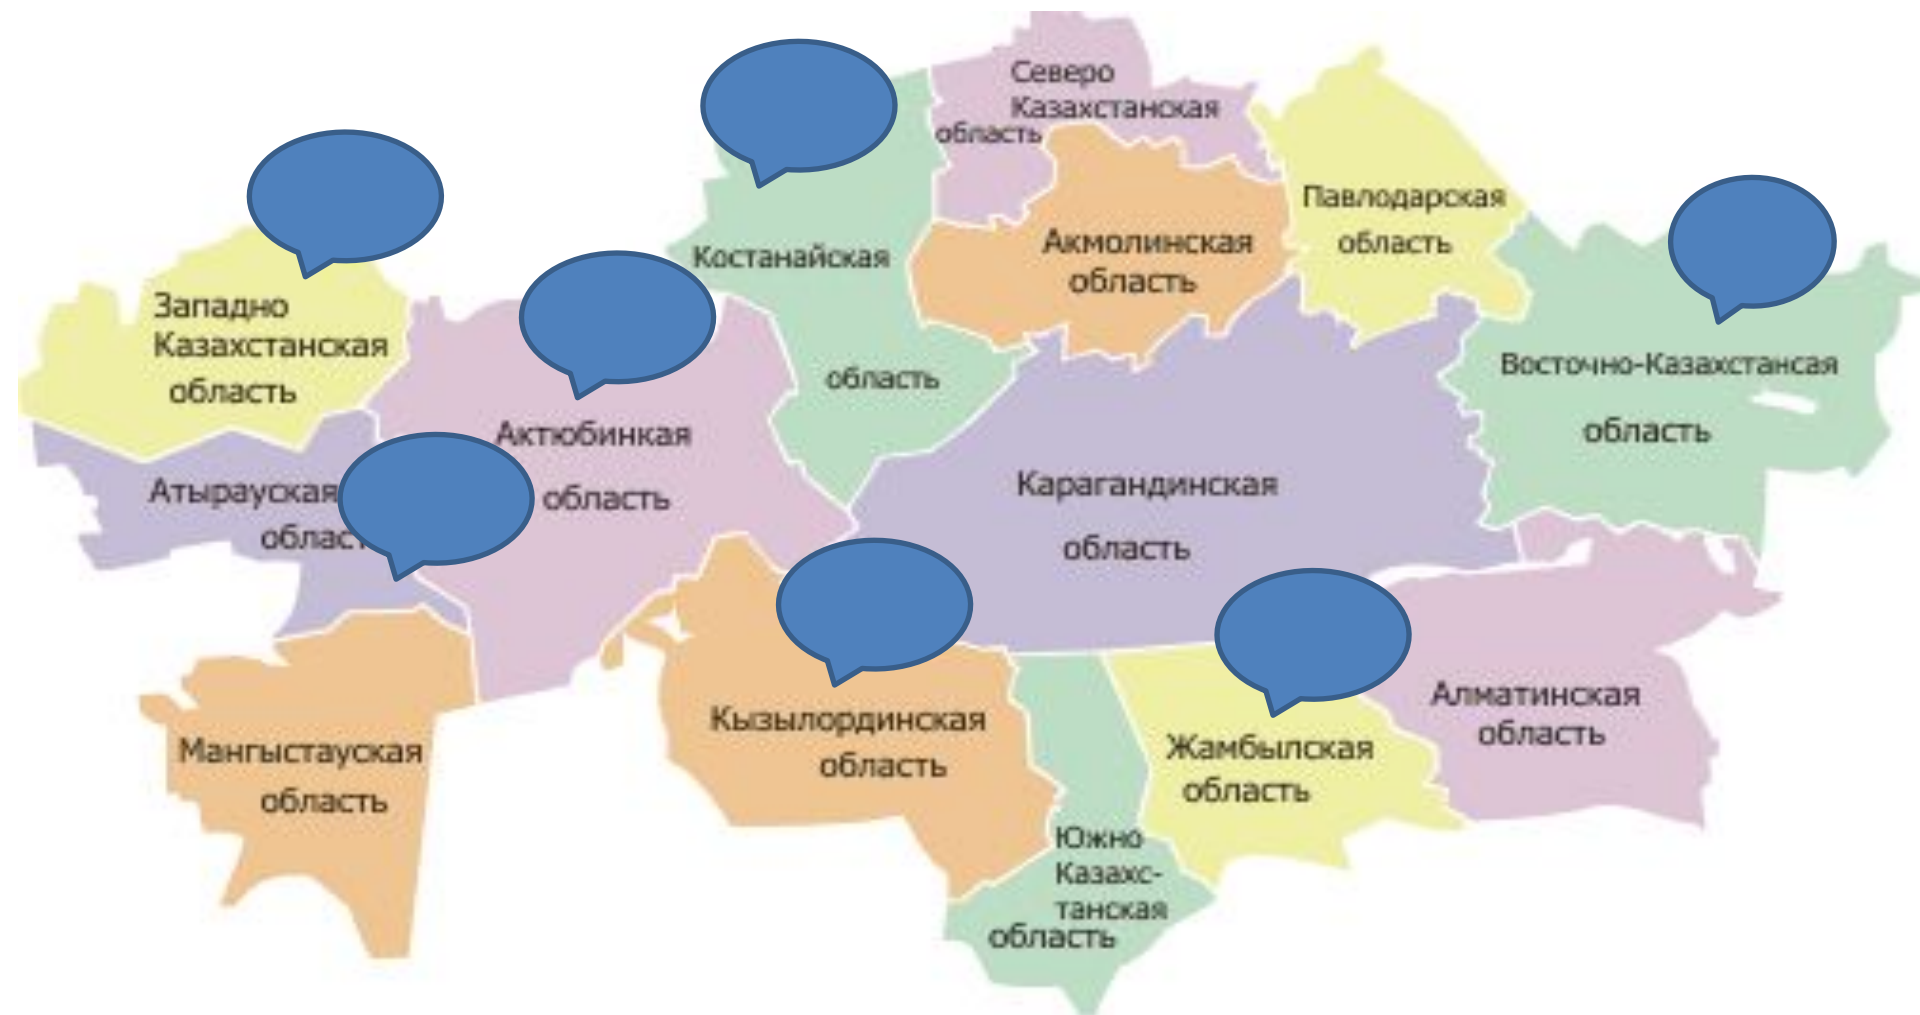 Северо
Казахстанская
область
Павлодарская
область
Акмолинская
область
Костанайская
область
Западно
Казахстанская
область
Восточно-Казахстансая
область
Актюбинкая
область
Атырауская
област
Карагандинская
область
Кызылординская
область
Мангыстауская
область
Алматинская
область
Жамбылская
область
Южно
Казахс-
танская
область